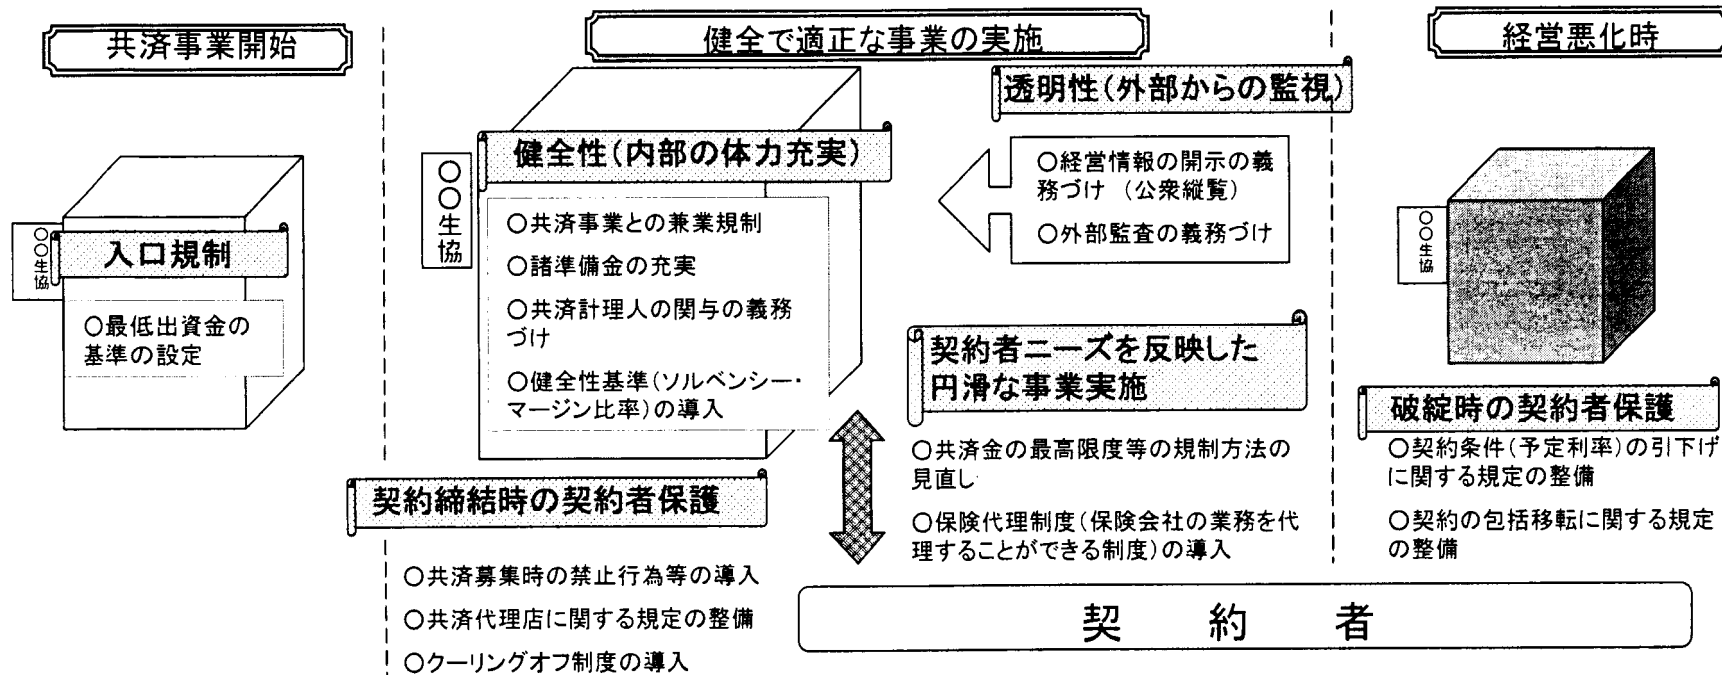 共済事業開始
○○生協
入口規制
○最低出資金の
基準の設定
健全で適正な事業の実施
○○生協
健全性(内部の体力充実)
○共済事業との兼業規制
○諸準備金の充実
○共済計理人の関与の義務
づけ
○健全性基準(ソルベンシー・
マージン比率)の導入
透明性(外部からの監視)
○経営情報の開示の義
務づけ (公衆縦覧)
○外部監査の義務づけ
契約者ニーズを反映した
円滑な事業実施
○共済金の最高限度等の規制方法の
見直し
○保険代理制度(保険会社の業務を代
理することができる制度)の導入
契約締結時の契約者保護
○共済募集時の禁止行為等の導入
○共済代理店に関する規定の整備
○クーリングオフ制度の導入
契約者
経営悪化時
○○生協
破綻時の契約者保護
○契約条件(予定利率)の引下げ
に関する規定の整備
○契約の包括移転に関する規定
の整備